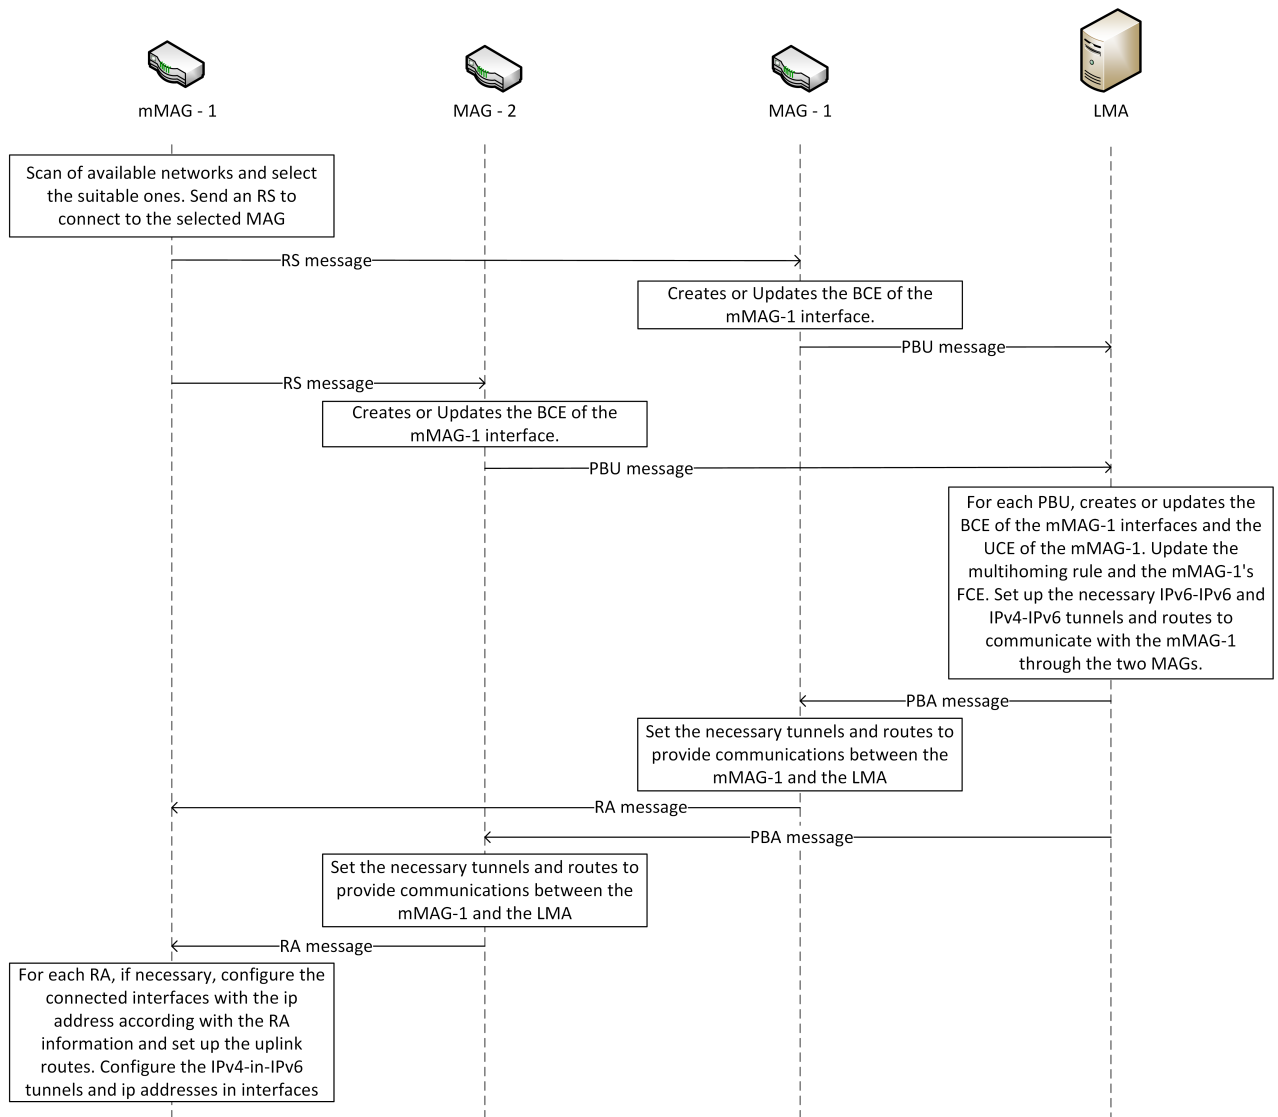 mMAG - 1
MAG - 2
MAG - 1
LMA
Scan of available networks and select
the suitable ones. Send an RS to
connect to the selected MAG
RS message
Creates or Updates the BCE of the
mMAG-1 interface.
PBU message
RS message
Creates or Updates the BCE of the
mMAG-1 interface.
PBU message
For each PBU, creates or updates the
BCE of the mMAG-1 interfaces and the
UCE of the mMAG-1. Update the
multihoming rule and the mMAG-1's
FCE. Set up the necessary IPv6-IPv6 and
IPv4-IPv6 tunnels and routes to
communicate with the mMAG-1
through the two MAGs.
PBA message
Set the necessary tunnels and routes to
provide communications between the
mMAG-1 and the LMA
RA message
PBA message
Set the necessary tunnels and routes to
provide communications between the
mMAG-1 and the LMA
RA message
For each RA, if necessary, configure the
connected interfaces with the ip
address according with the RA
information and set up the uplink
routes. Configure the IPv4-in-IPv6
tunnels and ip addresses in interfaces